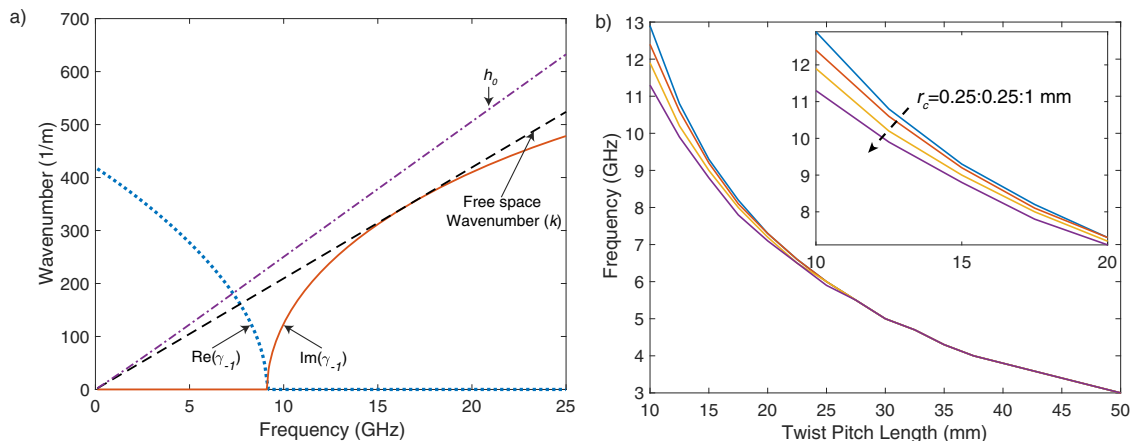 a)
700
600
500
400
300
200
100
0
Wavenumber (1/m)
h0
Free space
Wavenumber (k)
Re(γ-1)
Im(γ-1)
0 5 10 15 20 25
Frequency (GHz)
b)
13
12
11
10
9
8
7
6
5
4
3
Frequency (GHz)
12
11
10
9
8
rc=0.25:0.25:1 mm
10 15 20
10 15 20 25 30 35 40 45 50
Twist Pitch Length (mm)